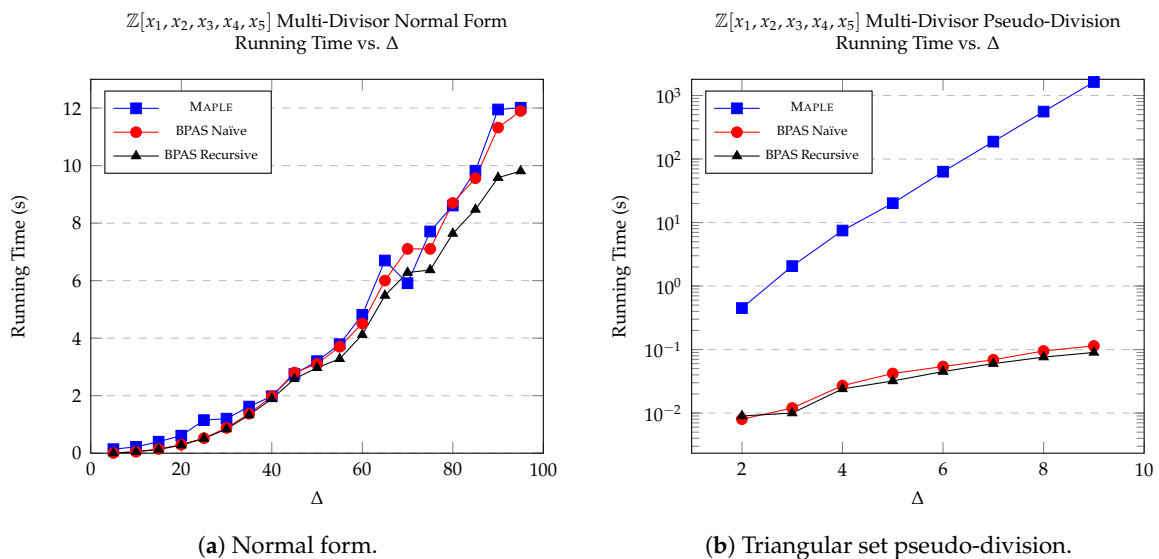 ℤ[x₁, x₂, x₃, x₄, x₅] Multi-Divisor Normal Form
Running Time vs. Δ
MAPLE
BPAS Naïve
BPAS Recursive
Running Time (s)
12
10
8
6
4
2
0
0 20 40 60 80 100
Δ
(a) Normal form.
ℤ[x₁, x₂, x₃, x₄, x₅] Multi-Divisor Pseudo-Division
Running Time vs. Δ
MAPLE
BPAS Naïve
BPAS Recursive
Running Time (s)
10³
10²
10¹
10⁰
10⁻¹
10⁻²
2 4 6 8 10
Δ
(b) Triangular set pseudo-division.